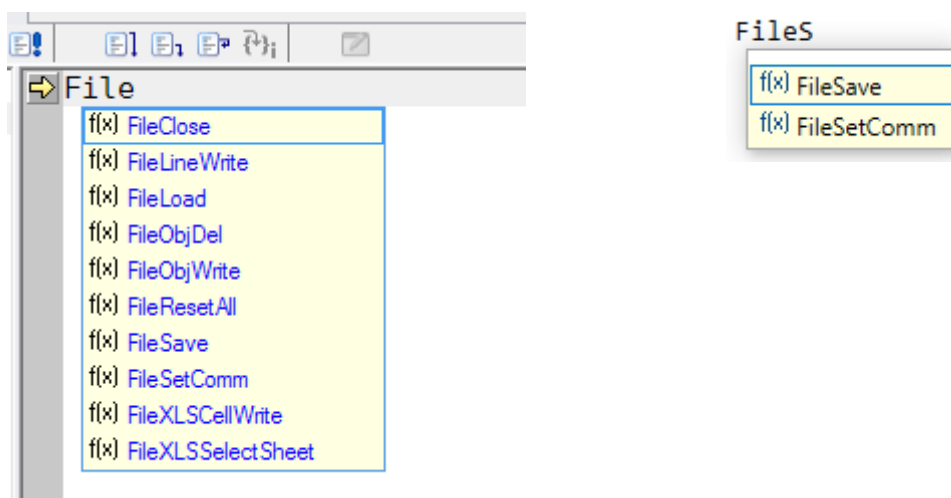 File
f(x) FileClose
f(x) FileLineWrite
f(x) FileLoad
f(x) FileObjDel
f(x) FileObjWrite
f(x) FileResetAll
f(x) FileSave
f(x) FileSetComm
f(x) FileXLSCellWrite
f(x) FileXLSSelectSheet
FileS
f(x) FileSave
f(x) FileSetComm